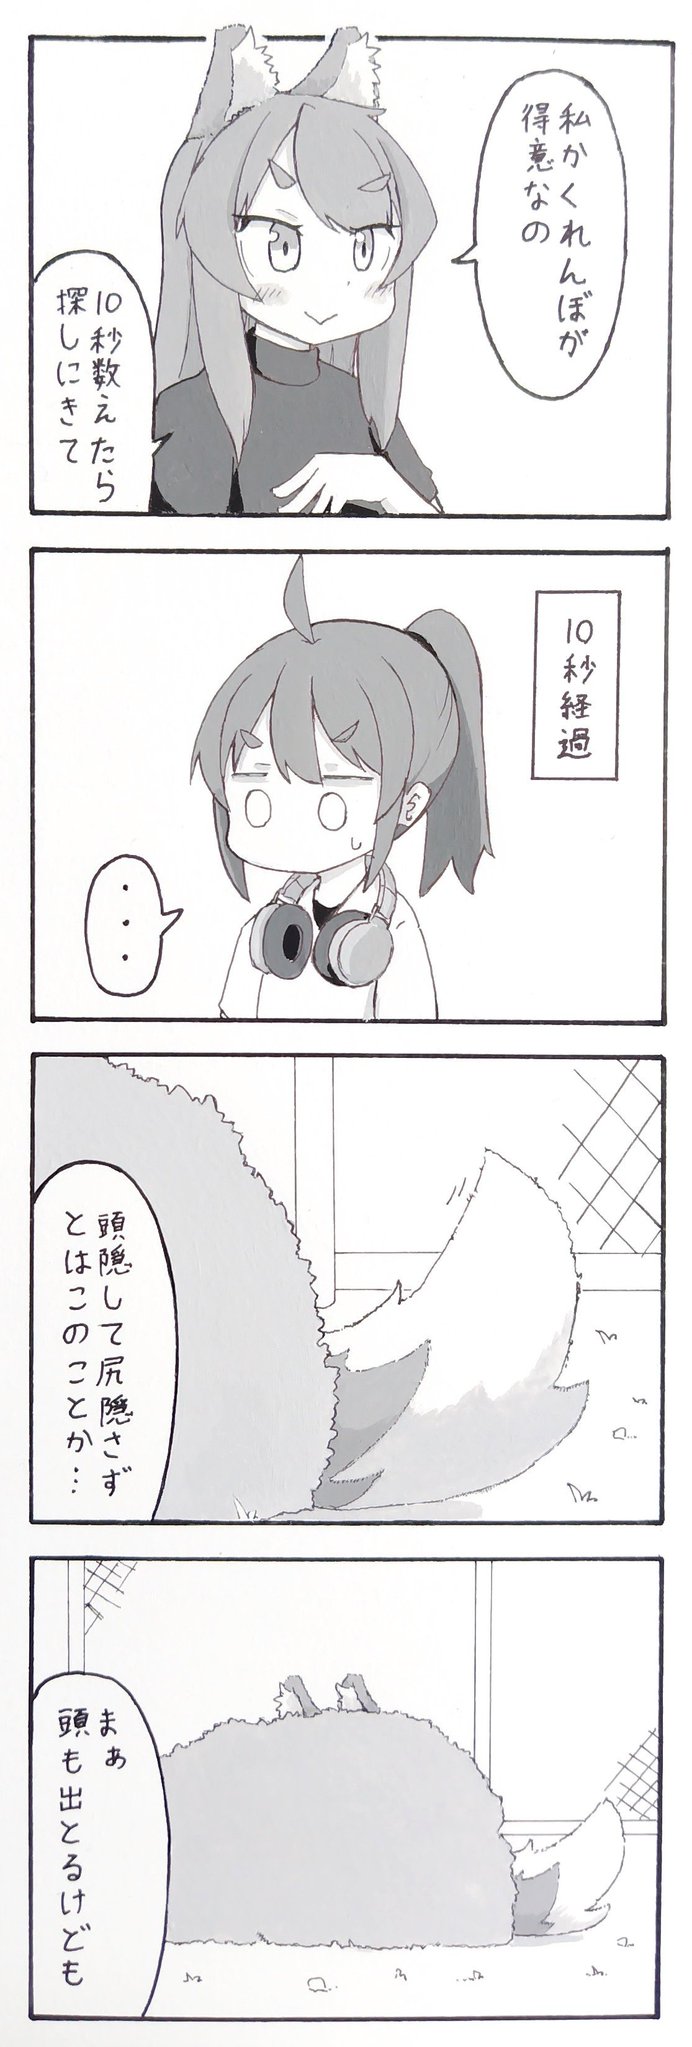 私かくれんぼが
得意なの
10秒数えたら
探しにきて
10秒経過
・・・
頭隠して尻隠さず
とはこのことか…
まぁ
頭も出とるけども